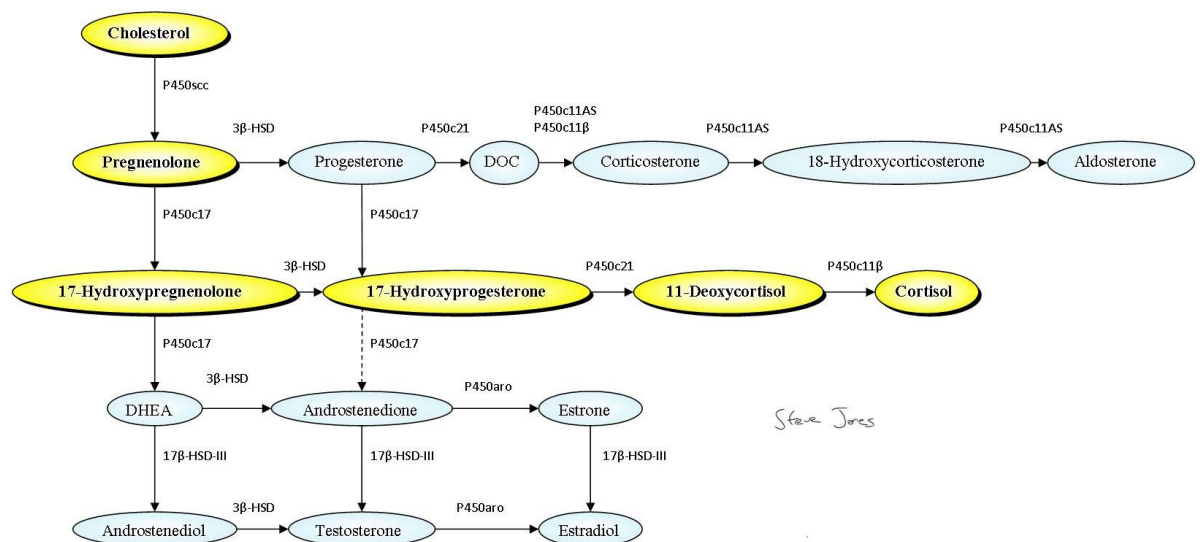 Cholesterol
P450scc
P450c11AS
3β-HSD
P450c21
P450c11β
P450c11AS
P450c11AS
Pregnenolone
Progesterone
DOC
Corticosterone
18-Hydroxycorticosterone
Aldosterone
P450c17
P450c17
3β-HSD
P450c21
P450c11β
17-Hydroxypregnenolone
17-Hydroxyprogesterone
11-Deoxycortisol
Cortisol
P450c17
P450c17
3β-HSD
P450aro
DHEA
Androstenedione
Estrone
Steve Jones
17β-HSD-III
17β-HSD-III
17β-HSD-III
3β-HSD
P450aro
Androstenediol
Testosterone
Estradiol